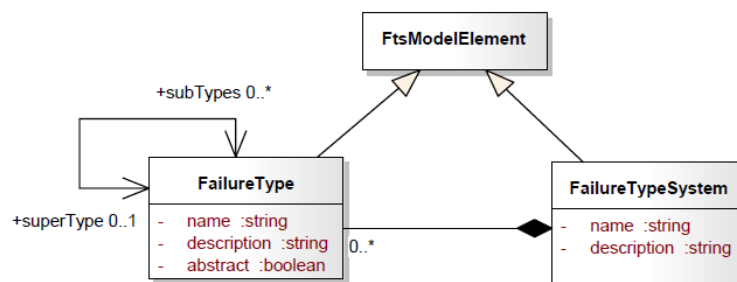 FtsModelElement
+subTypes 0..*
FailureType
FailureTypeSystem
+superType 0..1
- name :string
- description :string
- abstract :boolean
0..*
- name :string
- description :string